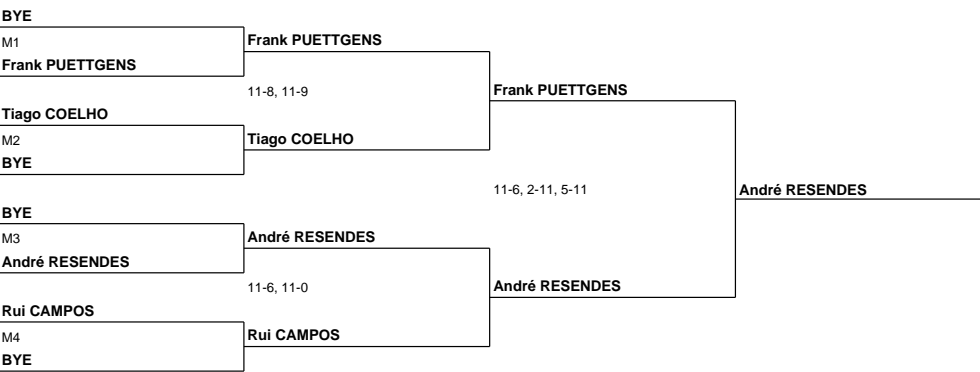 BYE
M1
Frank PUETTGENS
Frank PUETTGENS
11-8, 11-9
Frank PUETTGENS
Tiago COELHO
M2
Tiago COELHO
BYE
11-6, 2-11, 5-11
André RESENDES
BYE
M3
André RESENDES
André RESENDES
11-6, 11-0
André RESENDES
Rui CAMPOS
M4
Rui CAMPOS
BYE